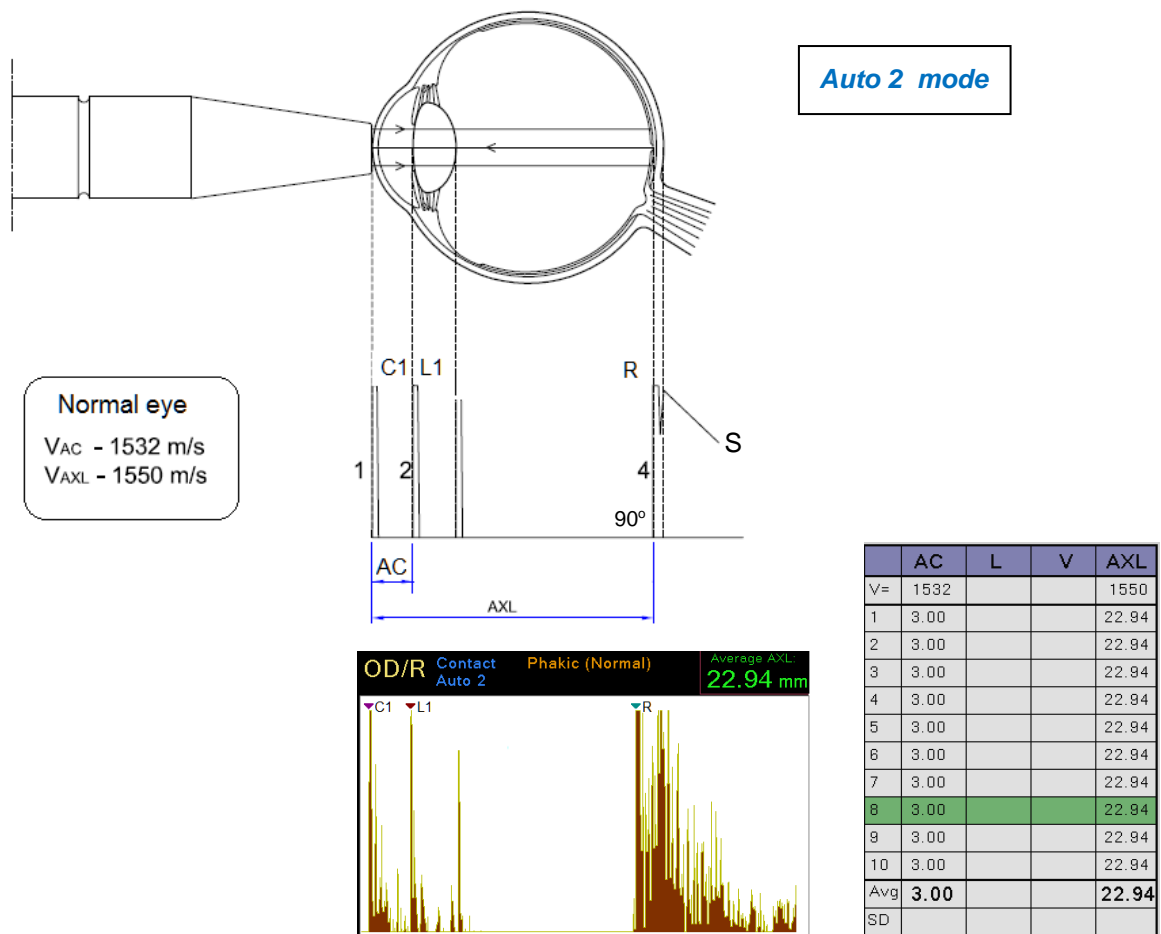 Auto 2 mode
C1 L1 R
Normal eye
VAC - 1532 m/s
VAXL - 1550 m/s
S
1 2 4
90º
AC
AXL
OD/R Contact Auto 2 Phakic (Normal) Average AXL: 22.94 mm
C1 L1 R
AC L V AXL
V= 1532 1550
1 3.00 22.94
2 3.00 22.94
3 3.00 22.94
4 3.00 22.94
5 3.00 22.94
6 3.00 22.94
7 3.00 22.94
8 3.00 22.94
9 3.00 22.94
10 3.00 22.94
Avg 3.00 22.94
SD